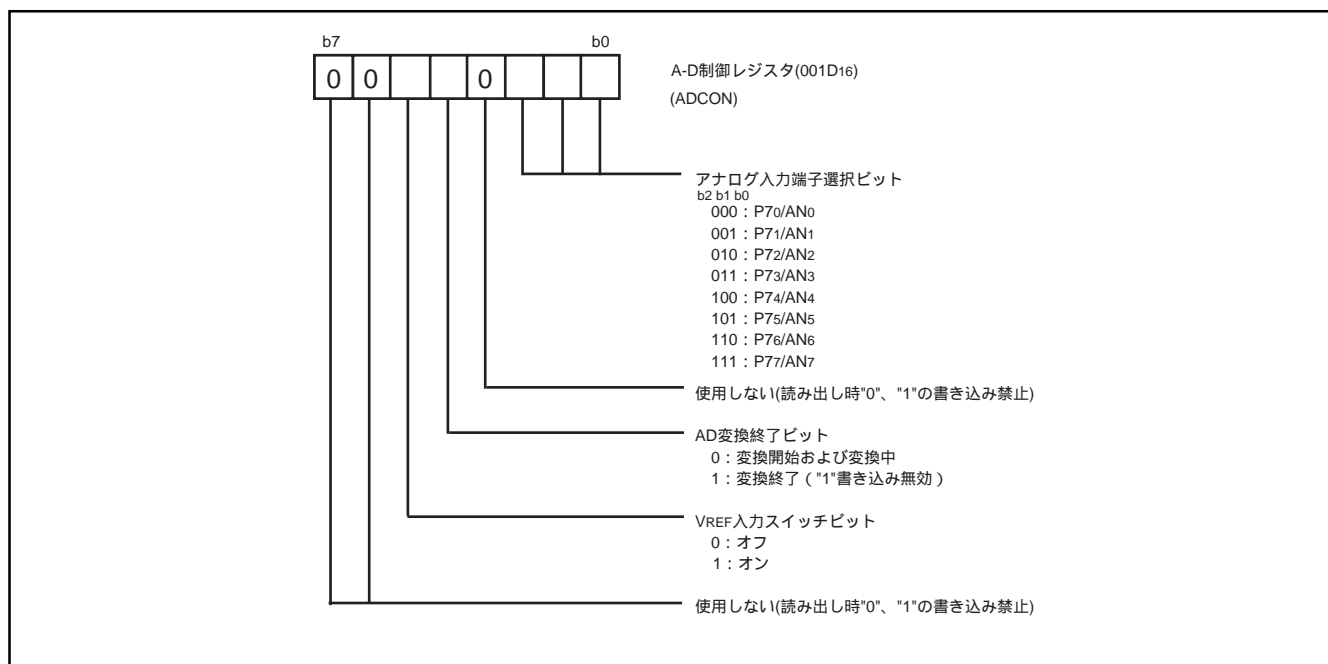 b7 b0
0 0 0
A-D制御レジスタ(001D16)
(ADCON)
アナログ入力端子選択ビット
b2 b1 b0
000：P70/AN0
001：P71/AN1
010：P72/AN2
011：P73/AN3
100：P74/AN4
101：P75/AN5
110：P76/AN6
111：P77/AN7
使用しない(読み出し時"0"、"1"の書き込み禁止)
AD変換終了ビット
0：変換開始および変換中
1：変換終了（"1"書き込み無効）
VREF入力スイッチビット
0：オフ
1：オン
使用しない(読み出し時"0"、"1"の書き込み禁止)